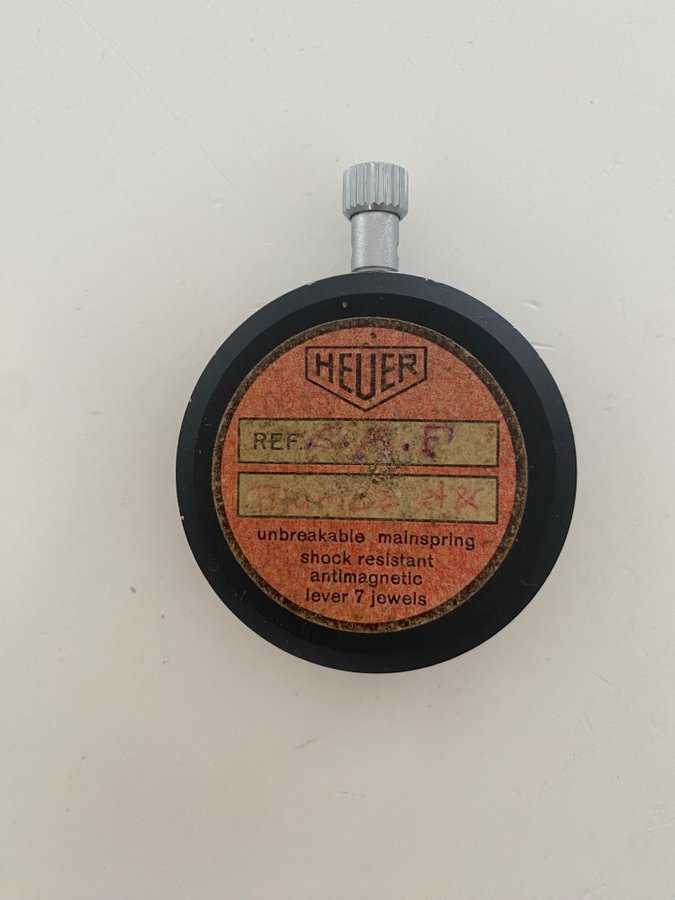 HEUER
REF.
unbreakable mainspring
shock resistant
antimagnetic
lever 7 jewels